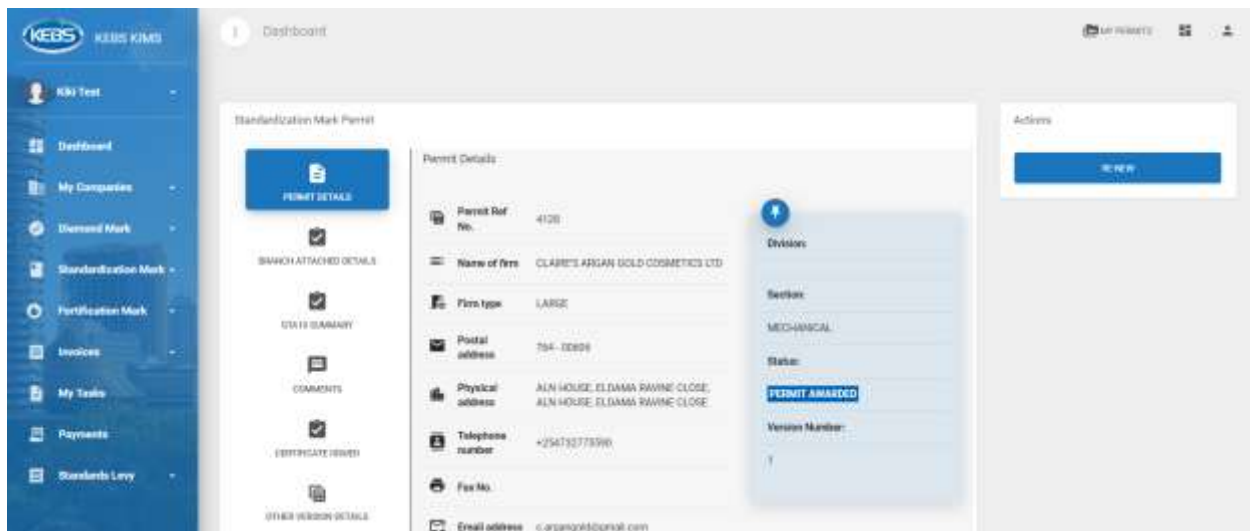 KEBS KEBS KIMS
Dashboard
MY PERMITS
Kiki Test
Dashboard
My Companies
Diamond Mark
Standardization Mark
Fortification Mark
Invoices
My Tasks
Payments
Standards Levy
Standardization Mark Permit
PERMIT DETAILS
BRANCH ATTACHED DETAILS
STA10 SUMMARY
COMMENTS
CERTIFICATE ISSUED
OTHER VERSION DETAILS
Permit Details
Permit Ref
No.
Name of firm
CLAIRE'S ARGAN GOLD COSMETICS LTD
Firm type
LARGE
Postal
address
Physical
address
ALN HOUSE, ELDAMA RAVINE CLOSE,
ALN HOUSE, ELDAMA RAVINE CLOSE
Telephone
number
Fax No.
Email address
Division:
Section:
MECHANICAL
Status:
PERMIT AWARDED
Version Number:
1
Actions
RENEW